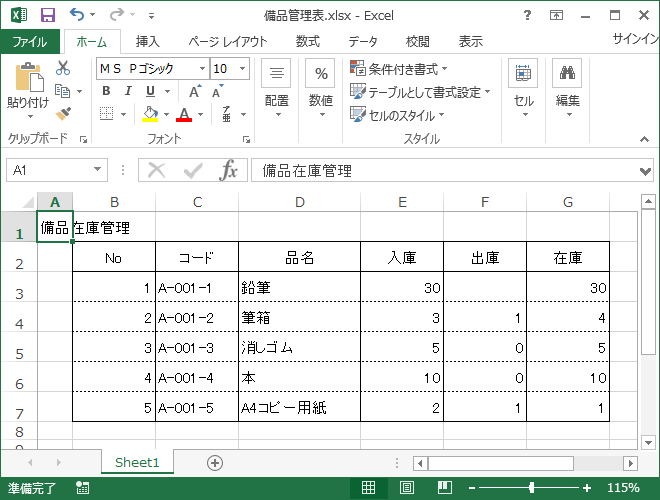 備品管理表.xlsx - Excel
ファイル ホーム 挿入 ページ レイアウト 数式 データ 校閲 表示 サインイン
ＭＳ Ｐゴシック 10
条件付き書式
貼り付け B I U A A 配置 % 数値 テーブルとして書式設定 セル 編集
A 亜 セルのスタイル
クリップボード フォント スタイル
A1 fx 備品在庫管理
A B C D E F G
1 備品在庫管理
2 No コード 品名 入庫 出庫 在庫
3 1 A-001-1 鉛筆 30 30
4 2 A-001-2 筆箱 3 1 4
5 3 A-001-3 消しゴム 5 0 5
6 4 A-001-4 本 10 0 10
7 5 A-001-5 A4コピー用紙 2 1 1
8
Sheet1
準備完了 115%